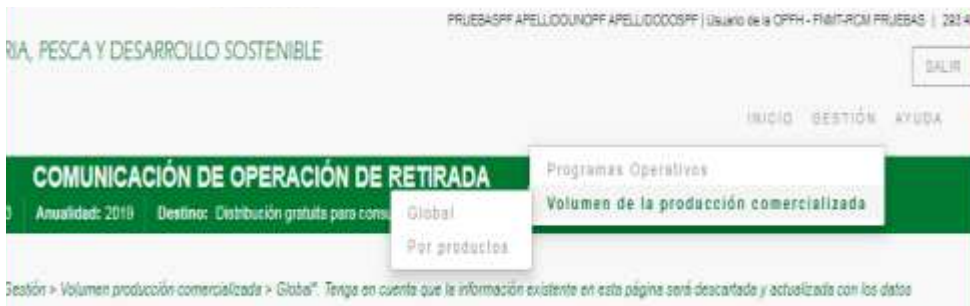 PRUEBASPF APELLIDOUNOPF APELLIDODOSPF | Usuario de la OPFH - FNMT-RCM PRUEBAS |
RIA, PESCA Y DESARROLLO SOSTENIBLE
SALIR
INICIO GESTIÓN AYUDA
COMUNICACIÓN DE OPERACIÓN DE RETIRADA
Anualidad: 2019 Destino: Distribución gratuita para
Programas Operativos
Volumen de la producción comercializada
Global
Por productos
Gestión > Volumen producción comercializada > Global". Tenga en cuenta que la información existente en esta página será descartada y actualizada con los datos